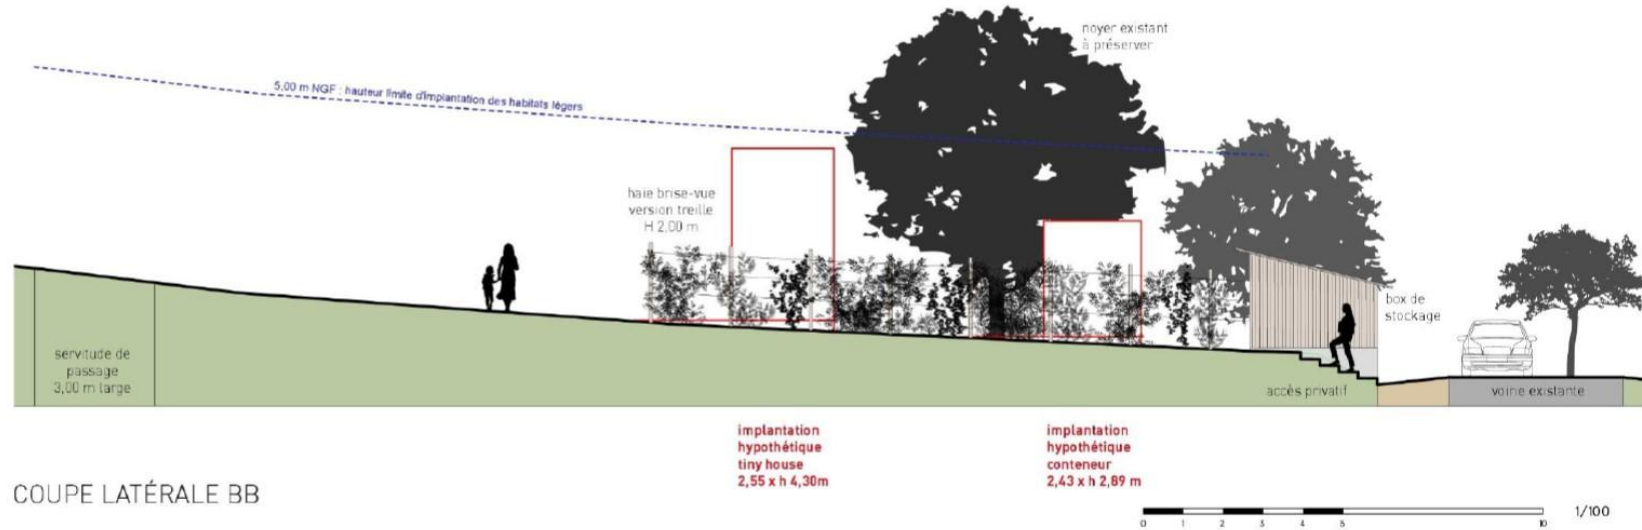 noyer existant
à préserver
5,00 m NGF : hauteur limite d'implantation des habitats légers
haie brise-vue
version treille
H 2,00 m
box de
stockage
servitude de
passage
3,00 m large
accès privatif
voirie existante
implantation
hypothétique
tiny house
2,55 x h 4,30m
implantation
hypothétique
conteneur
2,43 x h 2,89 m
COUPE LATÉRALE BB
0 1 2 3 4 5 10
1/100